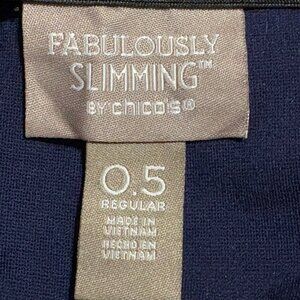 FABULOUSLY
SLIMMING™
BY chico's®
0.5
REGULAR
MADE IN
VIETNAM
HECHO EN
VIETNAM